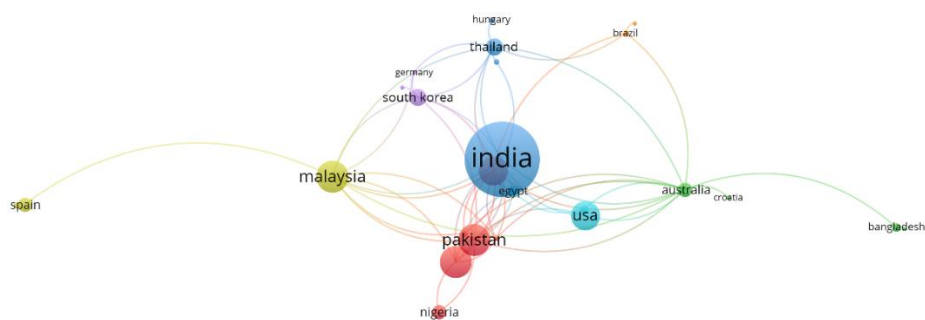 hungary
thailand
brazil
germany
south korea
india
malaysia
egypt
australia
croatia
spain
usa
bangladesh
pakistan
nigeria